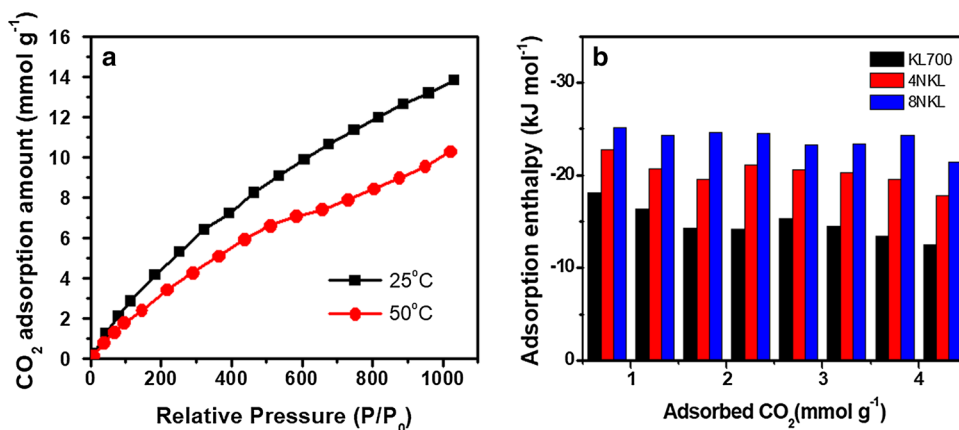 a
CO2 adsorption amount (mmol g-1)
16
14
12
10
8
6
4
2
0
25°C
50°C
0 200 400 600 800 1000
Relative Pressure (P/P0)
b
Adsorption enthalpy (kJ mol-1)
-30
-20
-10
0
KL700
4NKL
8NKL
1 2 3 4
Adsorbed CO2(mmol g-1)